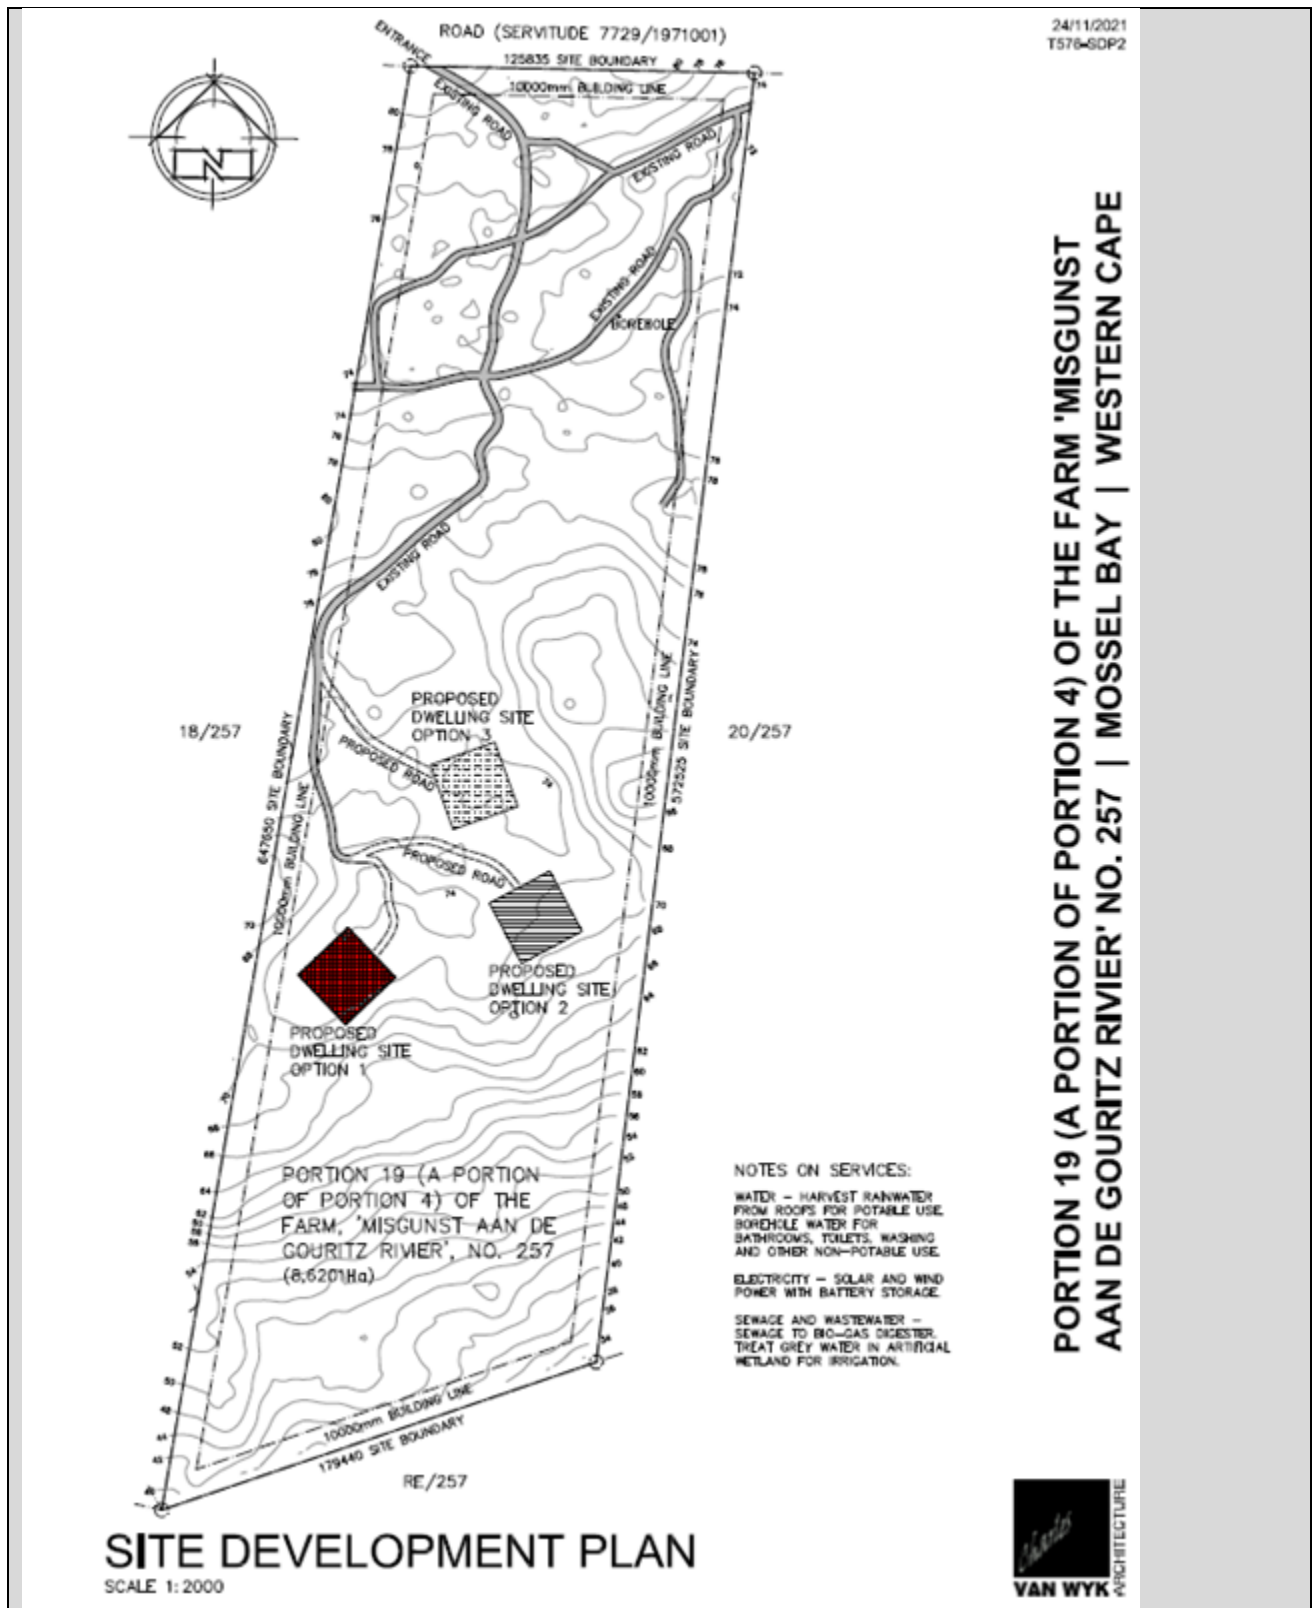 24/11/2021
T576-SDP2
ROAD (SERVITUDE 7729/1971001)
ENTRANCE
125835 SITE BOUNDARY
10000mm BUILDING LINE
EXISTING ROAD
EXISTING ROAD
N
EXISTING ROAD
BOREHOLE
EXISTING ROAD
PROPOSED
DWELLING SITE
OPTION 3
PROPOSED ROAD
18/257
20/257
647650 SITE BOUNDARY
10000mm BUILDING LINE
10000mm BUILDING LINE
572525 SITE BOUNDARY
74
PROPOSED ROAD
74
PROPOSED
DWELLING SITE
OPTION 2
PROPOSED
DWELLING SITE
OPTION 1
PORTION 19 (A PORTION
OF PORTION 4) OF THE
FARM, 'MISGUNST AAN DE
GOURITZ RIVIER', NO. 257
(8,6201Ha)
NOTES ON SERVICES:
WATER – HARVEST RAINWATER
FROM ROOFS FOR POTABLE USE.
BOREHOLE WATER FOR
BATHROOMS, TOILETS, WASHING
AND OTHER NON-POTABLE USE.
ELECTRICITY – SOLAR AND WIND
POWER WITH BATTERY STORAGE.
SEWAGE AND WASTEWATER –
SEWAGE TO BIO-GAS DIGESTER.
TREAT GREY WATER IN ARTIFICIAL
WETLAND FOR IRRIGATION.
10000mm BUILDING LINE
179440 SITE BOUNDARY
RE/257
SITE DEVELOPMENT PLAN
SCALE 1:2000
PORTION 19 (A PORTION OF PORTION 4) OF THE FARM 'MISGUNST
AAN DE GOURITZ RIVIER' NO. 257 | MOSSEL BAY | WESTERN CAPE
Charles
VAN WYK
ARCHITECTURE